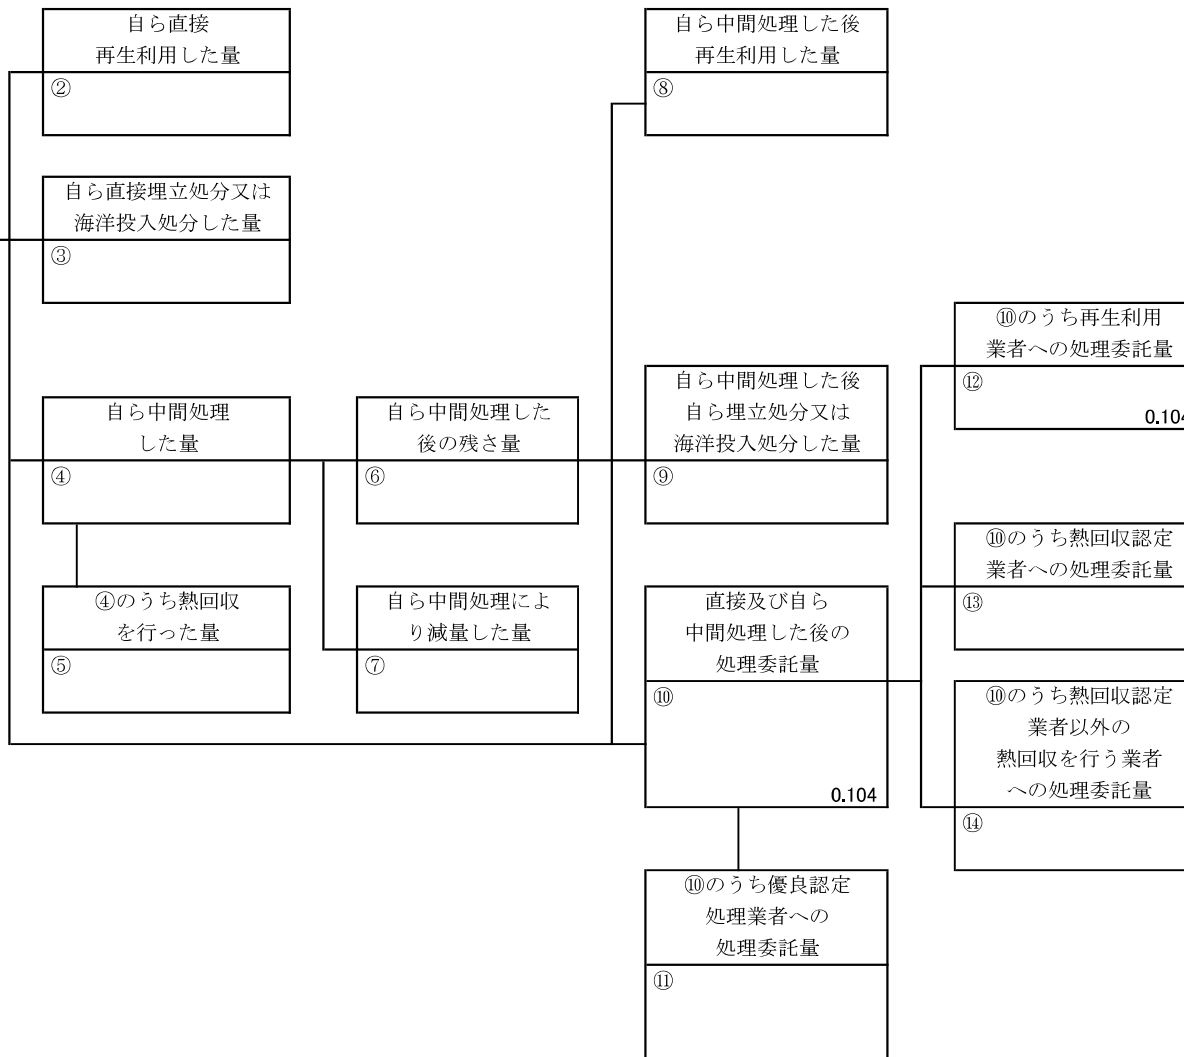 自ら直接
再生利用した量
②
自ら中間処理した後
再生利用した量
⑧
自ら直接埋立処分又は
海洋投入処分した量
③
⑩のうち再生利用
業者への処理委託量
⑫
0.104
自ら中間処理
した量
④
自ら中間処理した
後の残さ量
⑥
自ら中間処理した後
自ら埋立処分又は
海洋投入処分した量
⑨
⑩のうち熱回収認定
業者への処理委託量
⑬
④のうち熱回収
を行った量
⑤
自ら中間処理によ
り減量した量
⑦
直接及び自ら
中間処理した後の
処理委託量
⑩
0.104
⑩のうち熱回収認定
業者以外の
熱回収を行う業者
への処理委託量
⑭
⑩のうち優良認定
処理業者への
処理委託量
⑪